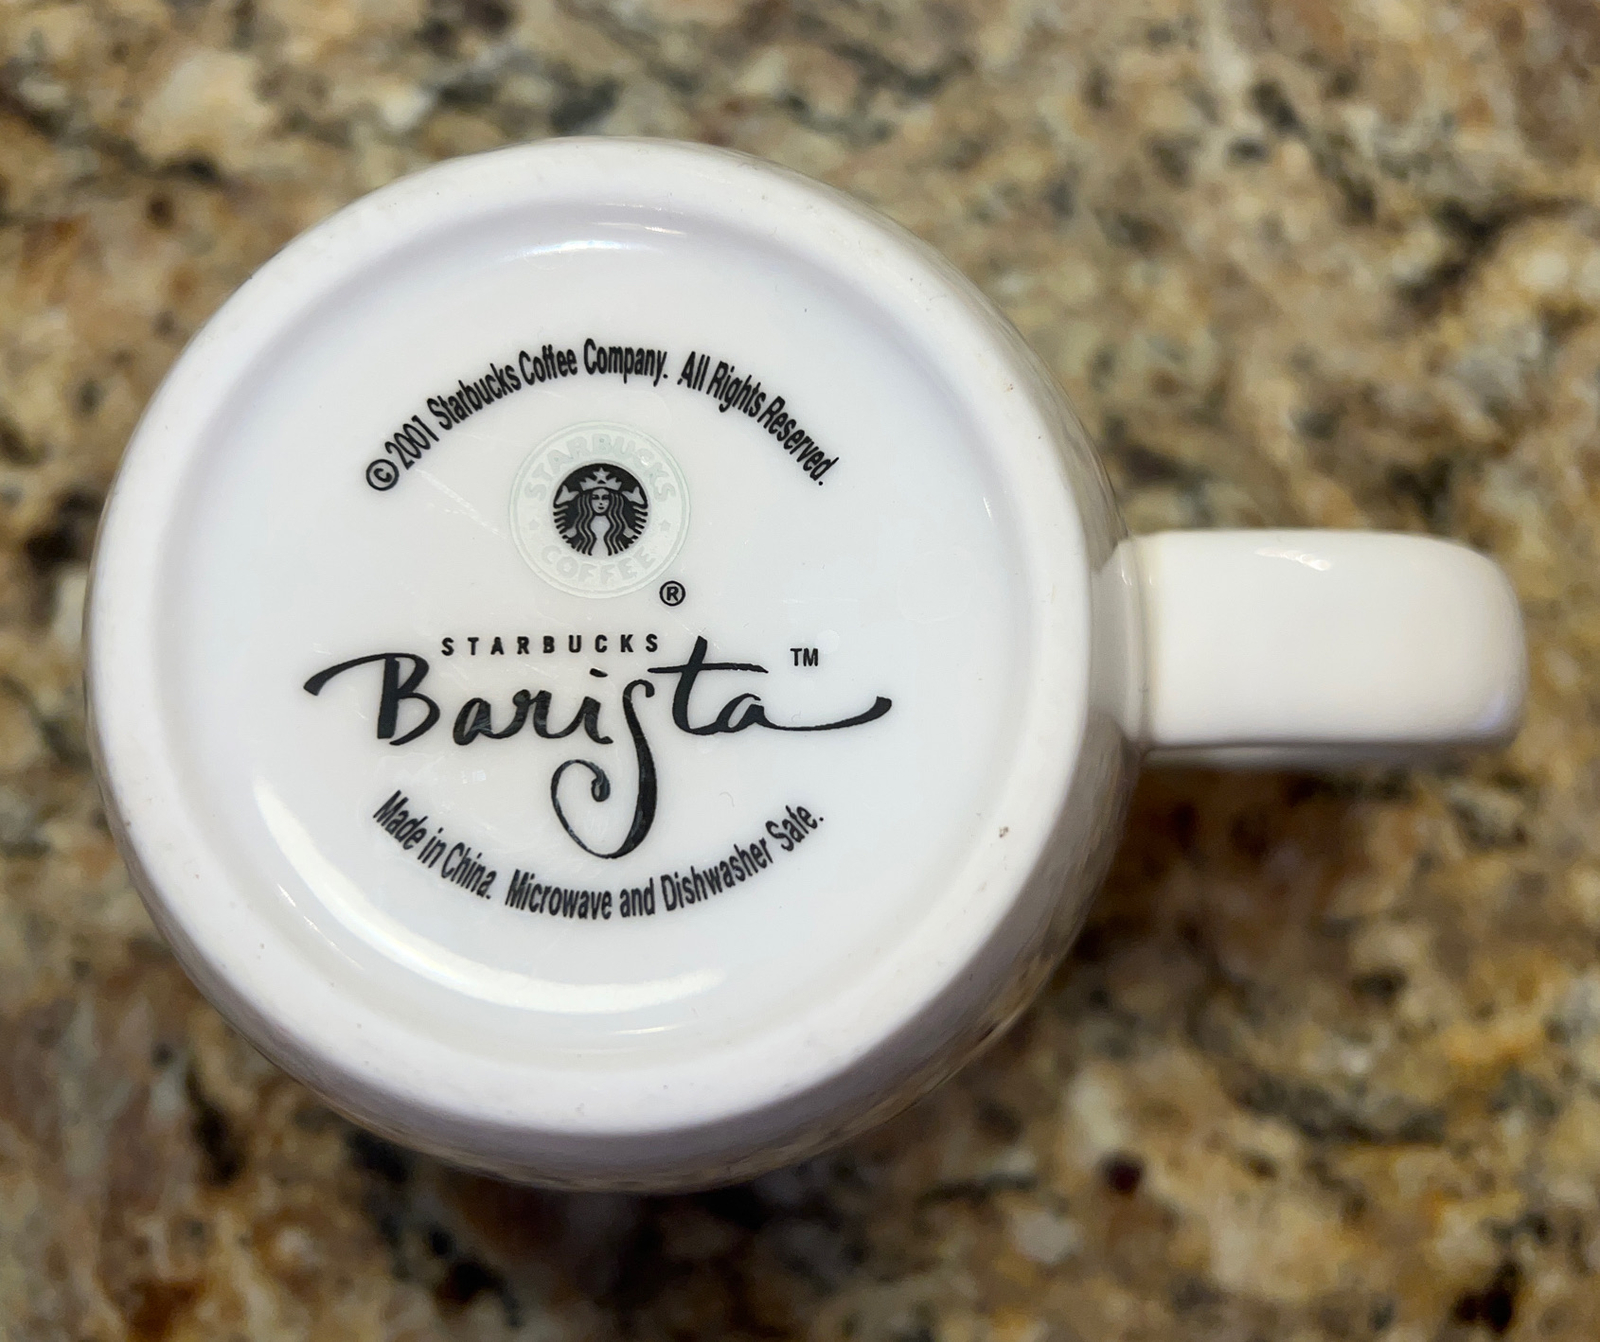 ©2001 Starbucks Coffee Company. All Rights Reserved.
STARBUCKS
COFFEE
®
STARBUCKS
Barista™
Made in China. Microwave and Dishwasher Safe.